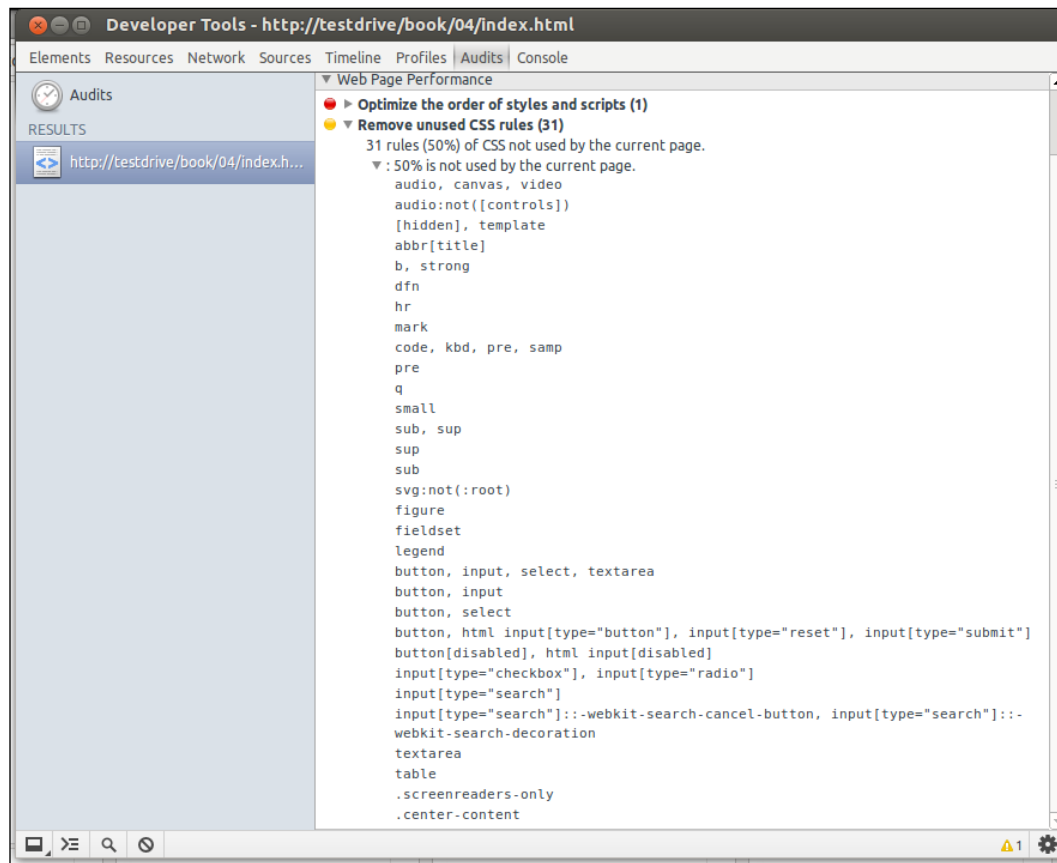 Developer Tools - http://testdrive/book/04/index.html
Elements Resources Network Sources Timeline Profiles Audits Console
Audits
RESULTS
http://testdrive/book/04/index.h...
Web Page Performance
Optimize the order of styles and scripts (1)
Remove unused CSS rules (31)
31 rules (50%) of CSS not used by the current page.
: 50% is not used by the current page.
audio, canvas, video
audio:not([controls])
[hidden], template
abbr[title]
b, strong
dfn
hr
mark
code, kbd, pre, samp
pre
q
small
sub, sup
sup
sub
svg:not(:root)
figure
fieldset
legend
button, input, select, textarea
button, input
button, select
button, html input[type="button"], input[type="reset"], input[type="submit"]
button[disabled], html input[disabled]
input[type="checkbox"], input[type="radio"]
input[type="search"]
input[type="search"]::-webkit-search-cancel-button, input[type="search"]::-
webkit-search-decoration
textarea
table
.screenreaders-only
.center-content
1